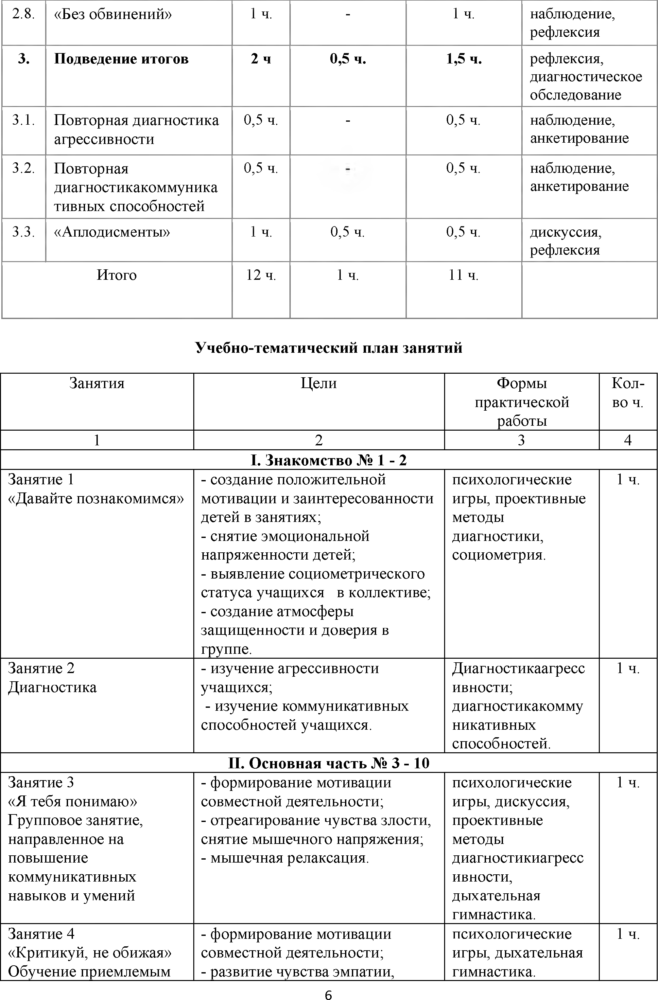 2.8. «Без обвинений» 1 ч. - 1 ч. наблюдение,
рефлексия
3. Подведение итогов 2 ч 0,5 ч. 1,5 ч. рефлексия,
диагностическое
обследование
3.1. Повторная диагностика 0,5 ч. - 0,5 ч. наблюдение,
агрессивности анкетирование
3.2. Повторная 0,5 ч. - 0,5 ч. наблюдение,
диагностикакоммуника анкетирование
тивных способностей
3.3. «Аплодисменты» 1 ч. 0,5 ч. 0,5 ч. дискуссия,
рефлексия
Итого 12 ч. 1 ч. 11 ч.
Учебно-тематический план занятий
Занятия Цели Формы Кол-
практической во ч.
работы
1 2 3 4
I. Знакомство № 1 - 2
Занятие 1 - создание положительной психологические 1 ч.
«Давайте познакомимся» мотивации и заинтересованности игры, проективные
детей в занятиях; методы
- снятие эмоциональной диагностики,
напряженности детей; социометрия.
- выявление социометрического
статуса учащихся в коллективе;
- создание атмосферы
защищенности и доверия в
группе.
Занятие 2 - изучение агрессивности Диагностикаагресс 1 ч.
Диагностика учащихся; ивности;
- изучение коммуникативных диагностикакомму
способностей учащихся. никативных
способностей.
II. Основная часть № 3 - 10
Занятие 3 - формирование мотивации психологические 1 ч.
«Я тебя понимаю» совместной деятельности; игры, дискуссия,
Групповое занятие, - отреагирование чувства злости, проективные
направленное на снятие мышечного напряжения; методы
повышение - мышечная релаксация. диагностикиагресс
коммуникативных ивности,
навыков и умений дыхательная
гимнастика.
Занятие 4 - формирование мотивации психологические 1 ч.
«Критикуй, не обижая» совместной деятельности; игры, дыхательная
Обучение приемлемым - развитие чувства эмпатии, гимнастика.
6